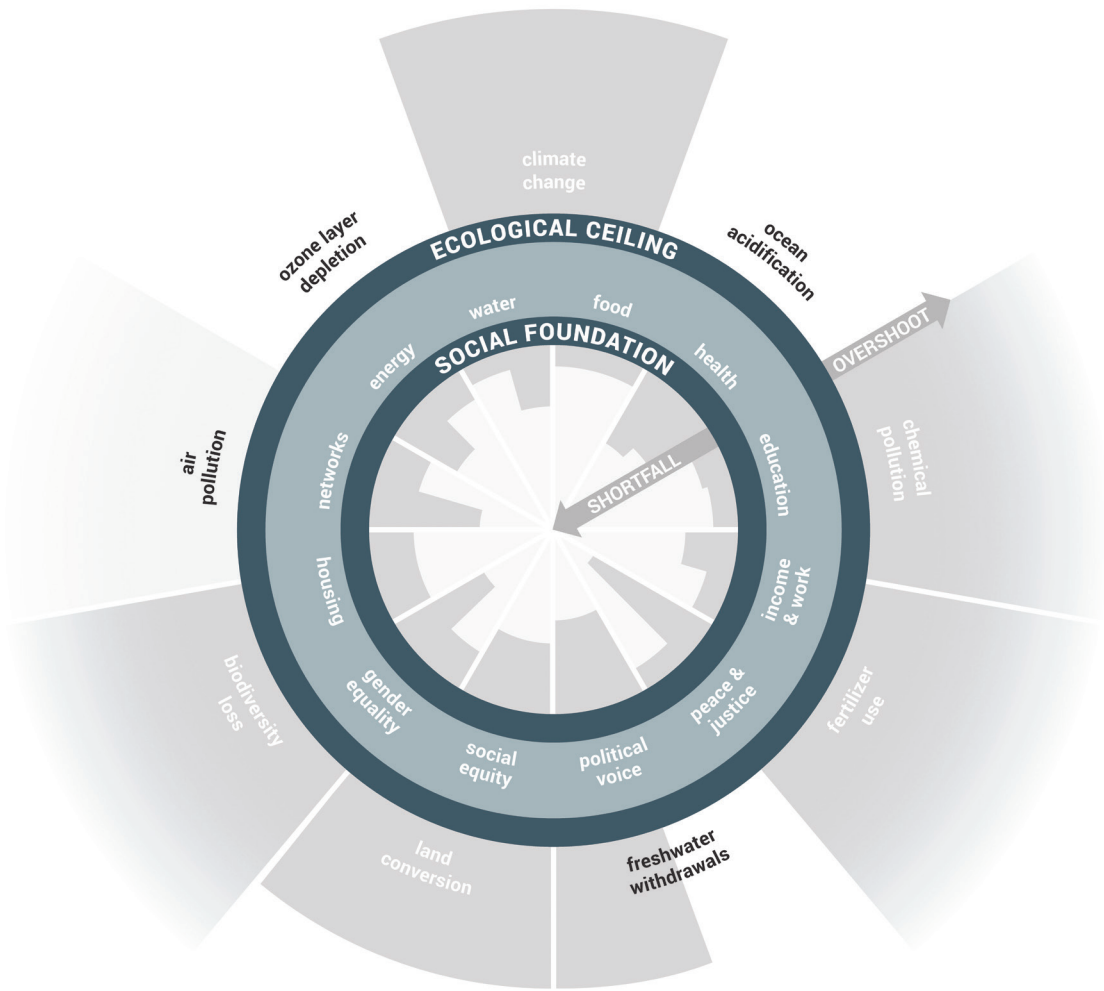 climate
change
ozone layer
depletion
ocean
acidification
ECOLOGICAL CEILING
water
food
SOCIAL FOUNDATION
energy
health
OVERSHOOT
air
pollution
networks
SHORTFALL
education
chemical
pollution
housing
income
& work
biodiversity
loss
gender
equality
peace &
justice
fertilizer
use
social
equity
political
voice
land
conversion
freshwater
withdrawals